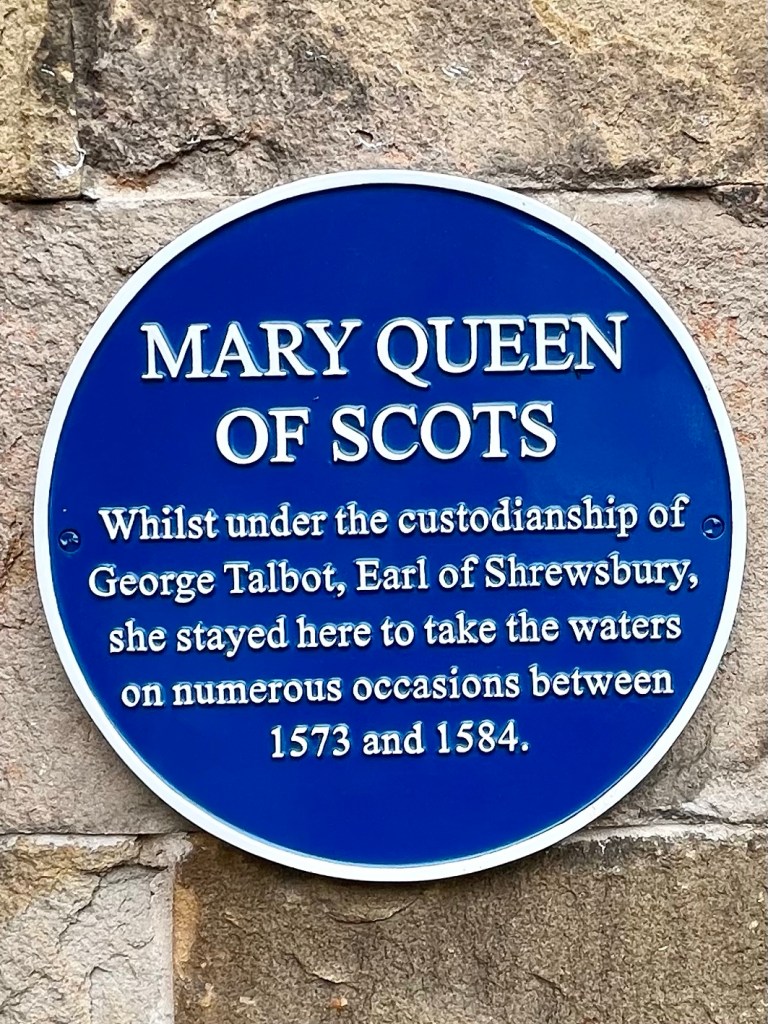 MARY QUEEN
OF SCOTS
Whilst under the custodianship of
George Talbot, Earl of Shrewsbury,
she stayed here to take the waters
on numerous occasions between
1573 and 1584.